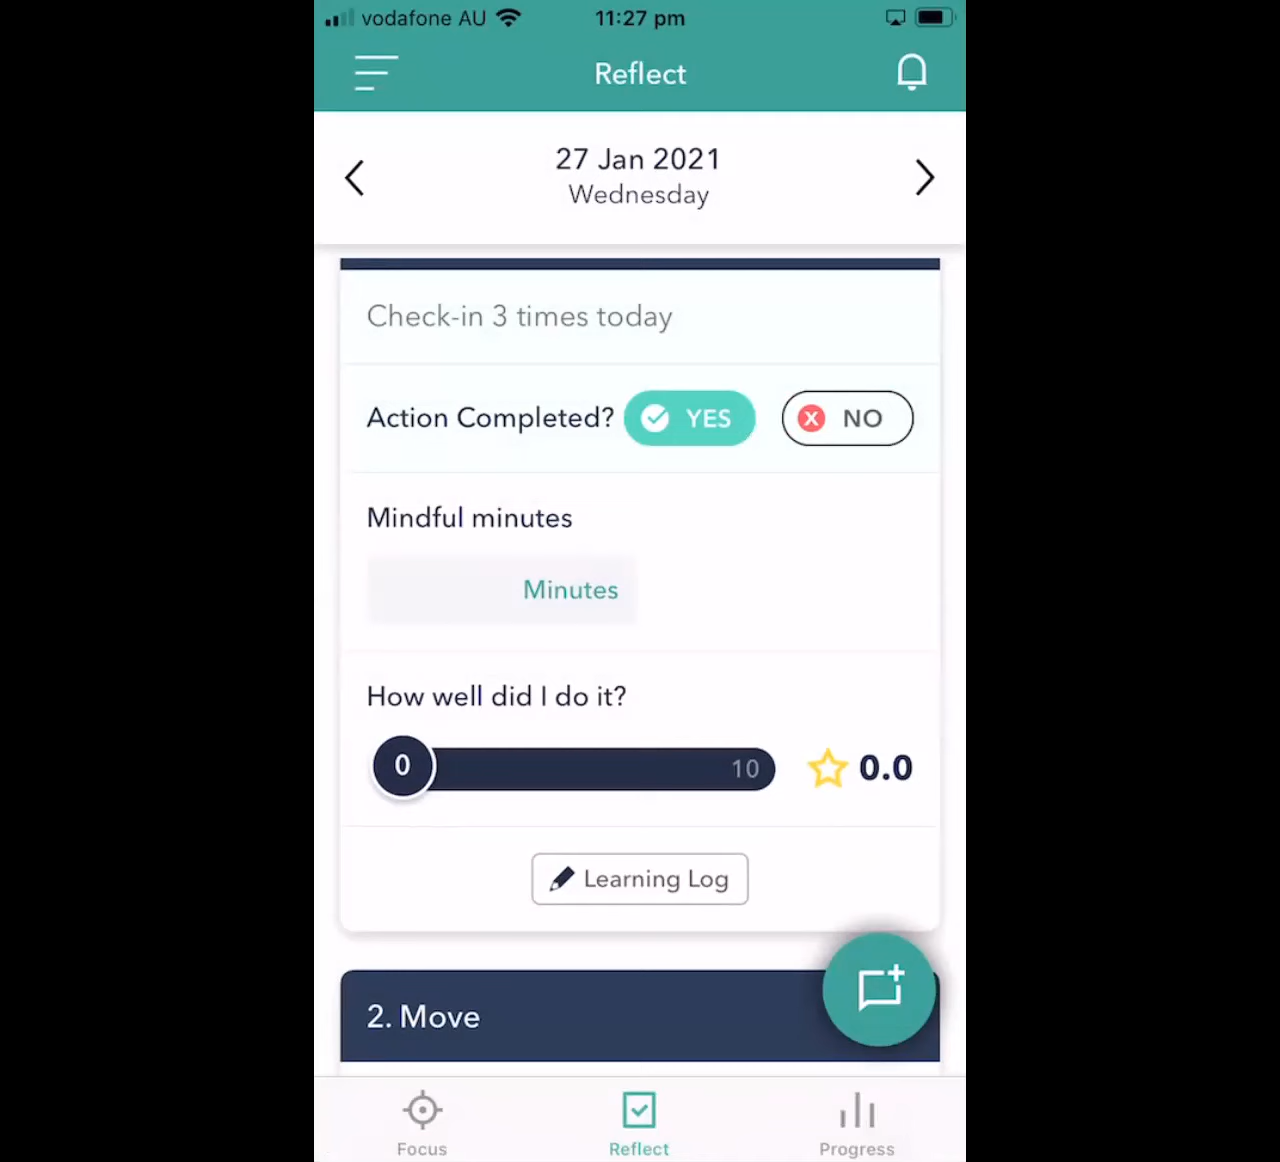 vodafone AU 11:27 pm
Reflect
27 Jan 2021
Wednesday
Check-in 3 times today
Action Completed? YES NO
Mindful minutes
Minutes
How well did I do it?
0 10 0.0
Learning Log
2. Move
Focus Reflect Progress